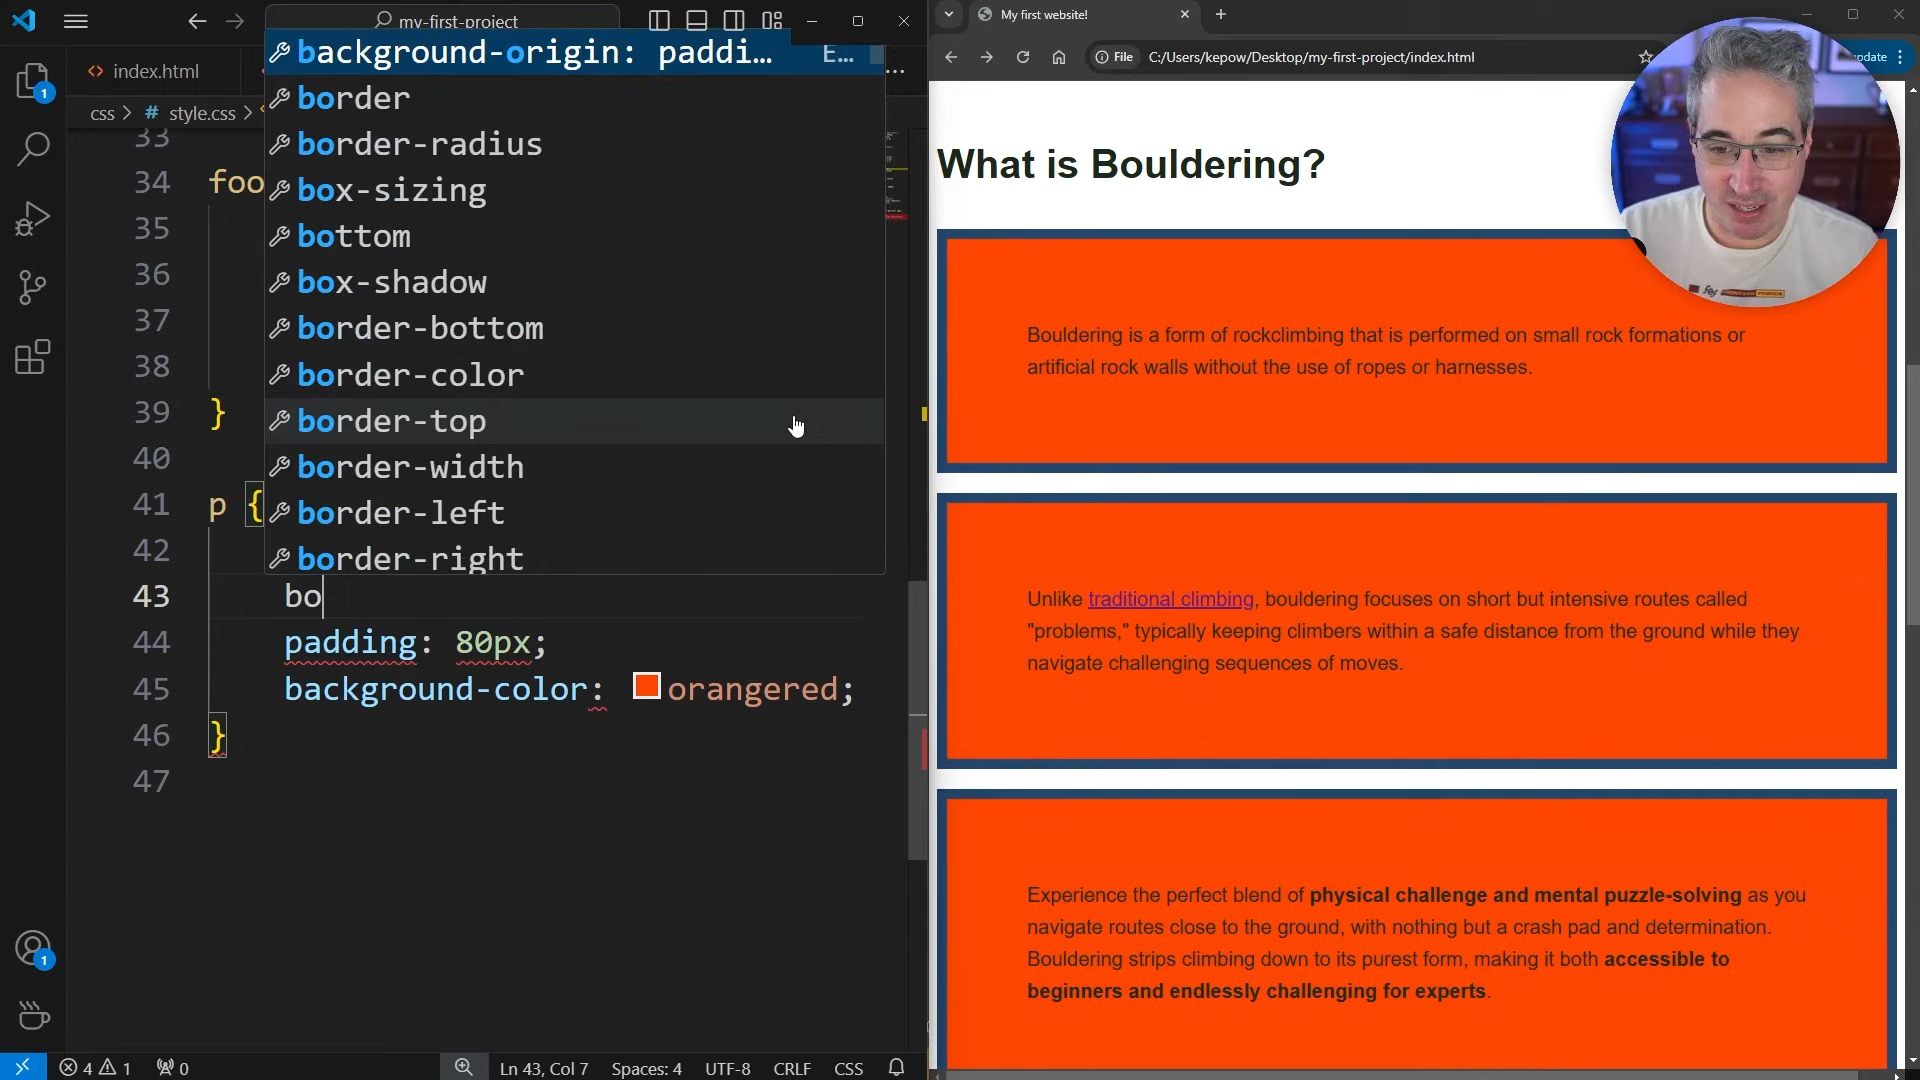 my-first-project
index.html
css > # style.css >
background-origin: paddi... E...
border
border-radius
box-sizing
bottom
box-shadow
border-bottom
border-color
border-top
border-width
border-left
border-right
33
34 foo
35
36
37
38
39 }
40
41 p {
42
43 bo
44 padding: 80px;
45 background-color: orangered;
46 }
47
1
1
4 1 0
Ln 43, Col 7 Spaces: 4 UTF-8 CRLF CSS
My first website!
File C:/Users/kepow/Desktop/my-first-project/index.html
pdate
What is Bouldering?
Bouldering is a form of rockclimbing that is performed on small rock formations or
artificial rock walls without the use of ropes or harnesses.
Unlike traditional climbing, bouldering focuses on short but intensive routes called
"problems," typically keeping climbers within a safe distance from the ground while they
navigate challenging sequences of moves.
Experience the perfect blend of physical challenge and mental puzzle-solving as you
navigate routes close to the ground, with nothing but a crash pad and determination.
Bouldering strips climbing down to its purest form, making it both accessible to
beginners and endlessly challenging for experts.